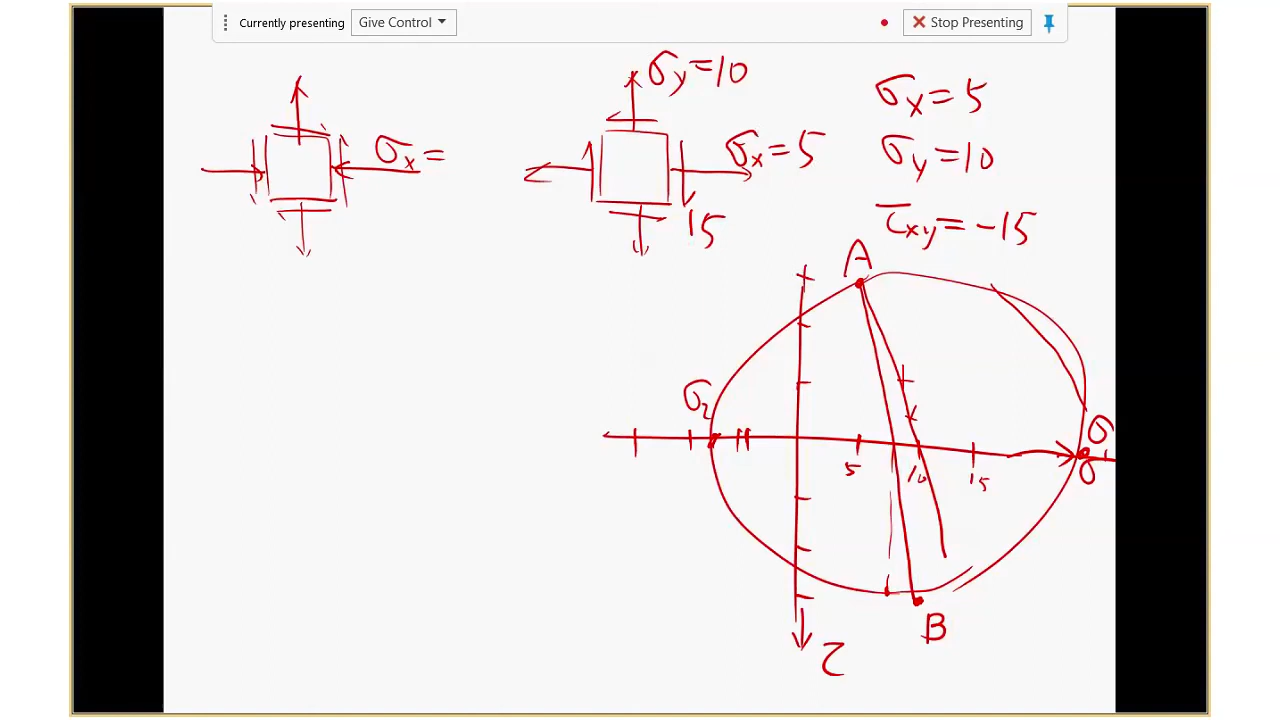 Currently presenting
Give Control
Stop Presenting
σx =
σy = 10
σx = 5
15
σx = 5
σy = 10
τxy = -15
A
σ2
σ
5
10
15
B
τ